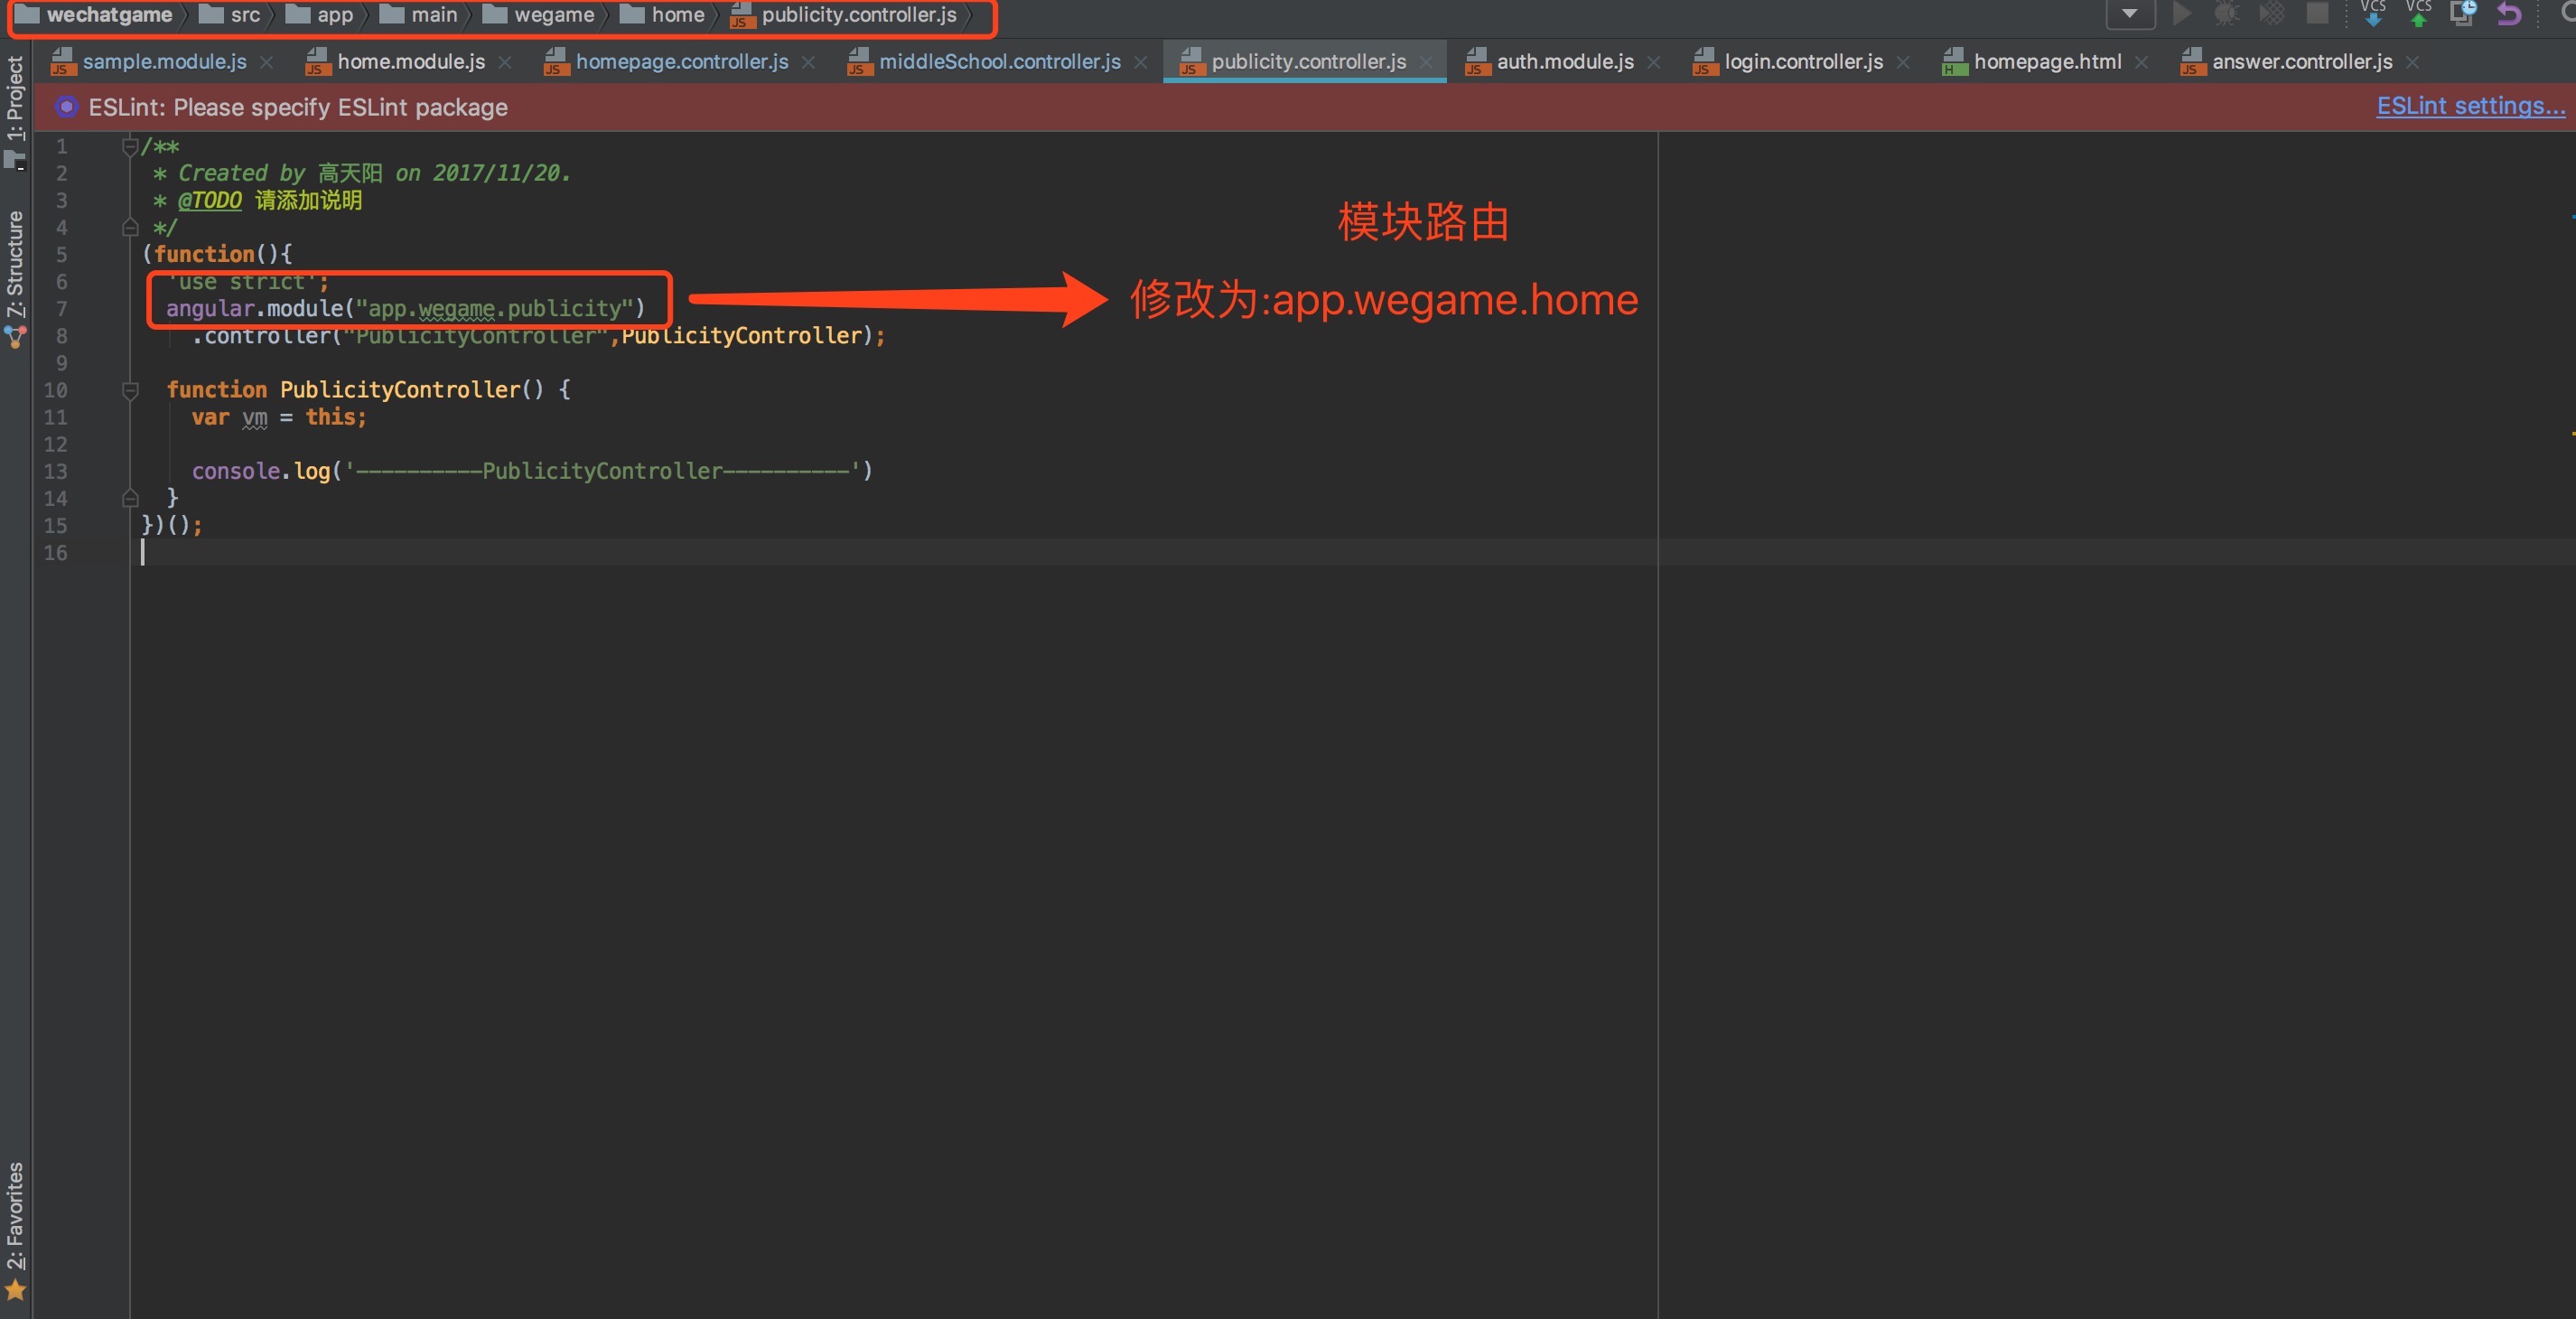 wechatgame src app main wegame home publicity.controller.js
VCS VCS
sample.module.js home.module.js homepage.controller.js middleSchool.controller.js publicity.controller.js auth.module.js login.controller.js homepage.html answer.controller.js
ESLint: Please specify ESLint package ESLint settings...
1: Project
Z: Structure
2: Favorites
1 /**
2 * Created by 高天阳 on 2017/11/20.
3 * @TODO 请添加说明
4 */
5 (function(){
6 'use strict';
7 angular.module("app.wegame.publicity")
8 .controller("PublicityController",PublicityController);
9
10 function PublicityController() {
11 var vm = this;
12
13 console.log('----------PublicityController----------')
14 }
15 })();
16
模块路由
修改为:app.wegame.home